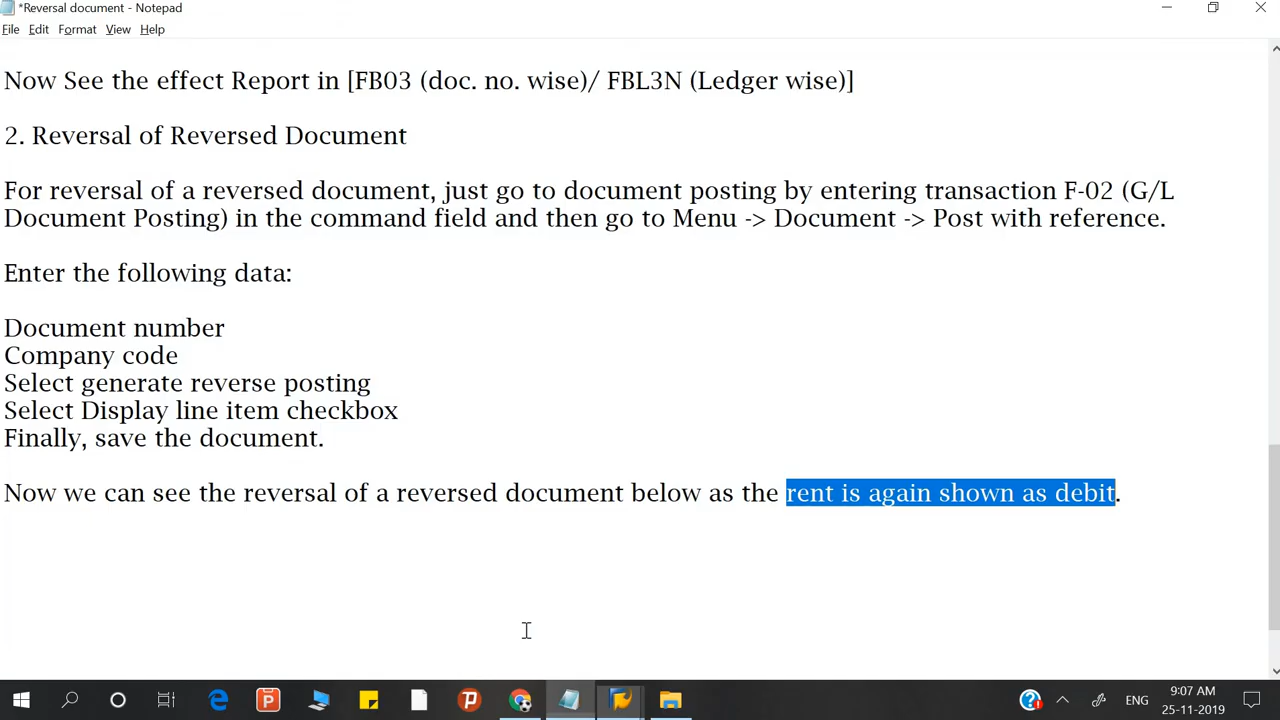 *Reversal document - Notepad
File Edit Format View Help
Now See the effect Report in [FB03 (doc. no. wise)/ FBL3N (Ledger wise)]
2. Reversal of Reversed Document
For reversal of a reversed document, just go to document posting by entering transaction F-02 (G/L
Document Posting) in the command field and then go to Menu -> Document -> Post with reference.
Enter the following data:
Document number
Company code
Select generate reverse posting
Select Display line item checkbox
Finally, save the document.
Now we can see the reversal of a reversed document below as the rent is again shown as debit.
ENG
9:07 AM
25-11-2019